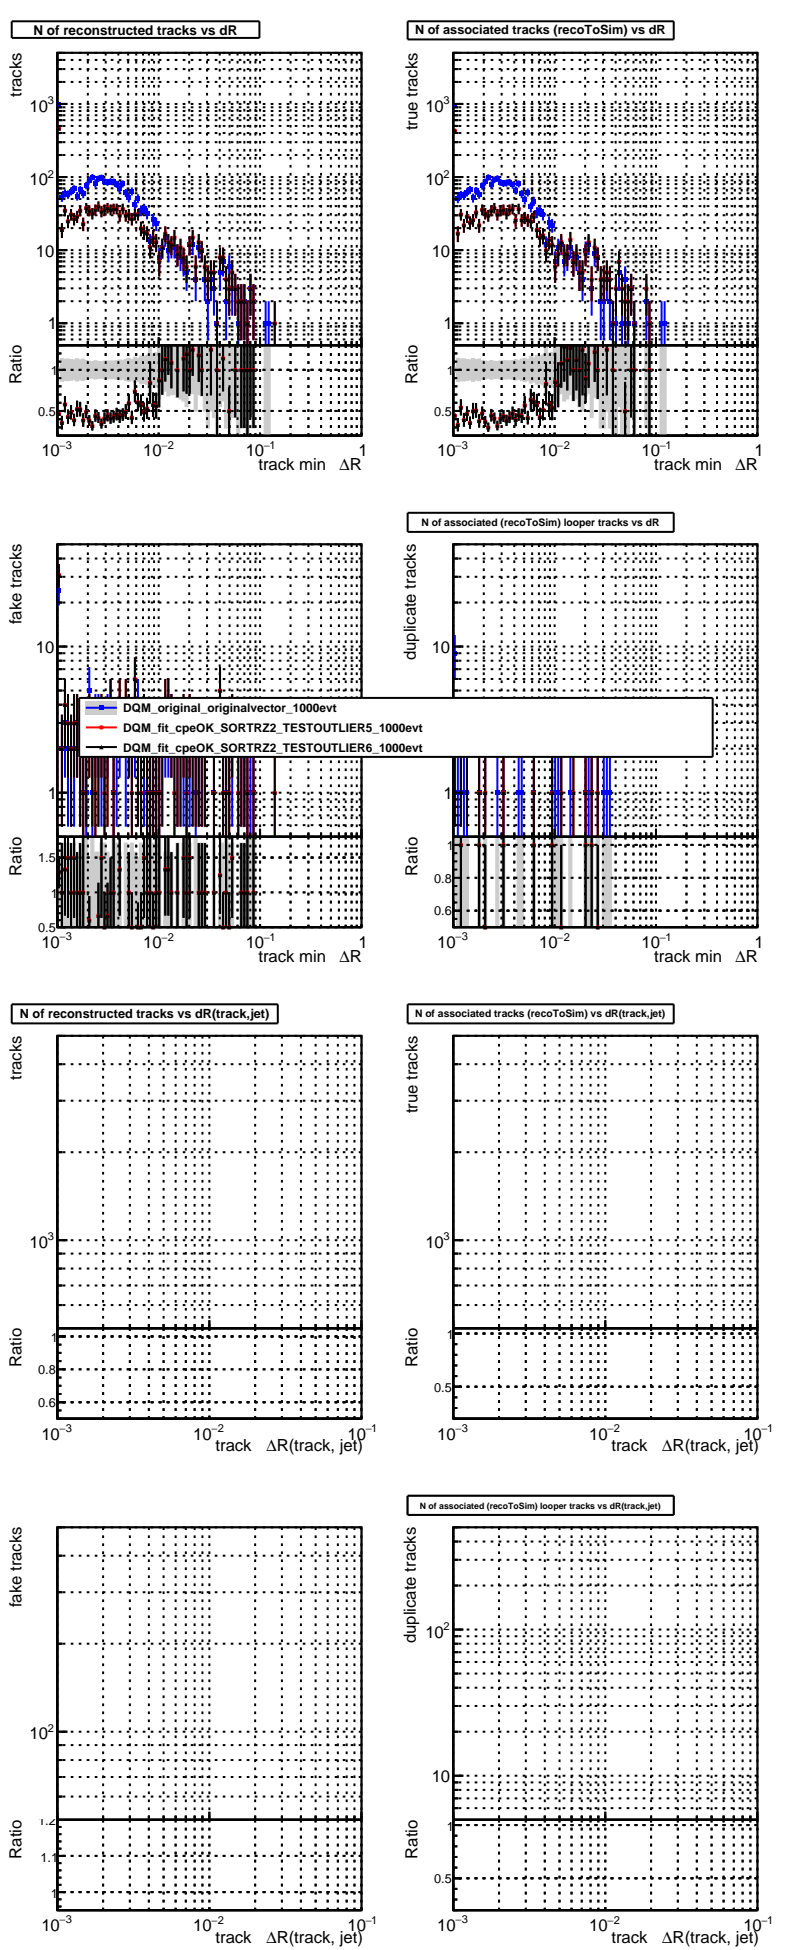 N of reconstructed tracks vs dR
tracks
10³
10²
10
1
Ratio
1
0.5
10⁻³
10⁻²
10⁻¹
1
track min ΔR
N of associated tracks (recoToSim) vs dR
true tracks
10³
10²
10
1
Ratio
1
0.5
10⁻³
10⁻²
10⁻¹
1
track min ΔR
fake tracks
10
1
Ratio
1.5
1
0.5
10⁻³
10⁻²
10⁻¹
1
track min ΔR
N of associated (recoToSim) looper tracks vs dR
duplicate tracks
10
1
Ratio
1
0.8
0.6
10⁻³
10⁻²
10⁻¹
1
track min ΔR
DQM_original_originalvector_1000evt
DQM_fit_cpeOK_SORTRZ2_TESTOUTLIER5_1000evt
DQM_fit_cpeOK_SORTRZ2_TESTOUTLIER6_1000evt
N of reconstructed tracks vs dR(track,jet)
tracks
10³
Ratio
1
0.8
0.6
10⁻³
10⁻²
10⁻¹
track ΔR(track, jet)
N of associated tracks (recoToSim) vs dR(track,jet)
true tracks
10³
Ratio
1
0.5
10⁻³
10⁻²
10⁻¹
track ΔR(track, jet)
fake tracks
10²
Ratio
1.2
1.1
1
10⁻³
10⁻²
10⁻¹
track ΔR(track, jet)
N of associated (recoToSim) looper tracks vs dR(track,jet)
duplicate tracks
10²
10
Ratio
1
0.5
10⁻³
10⁻²
10⁻¹
track ΔR(track, jet)